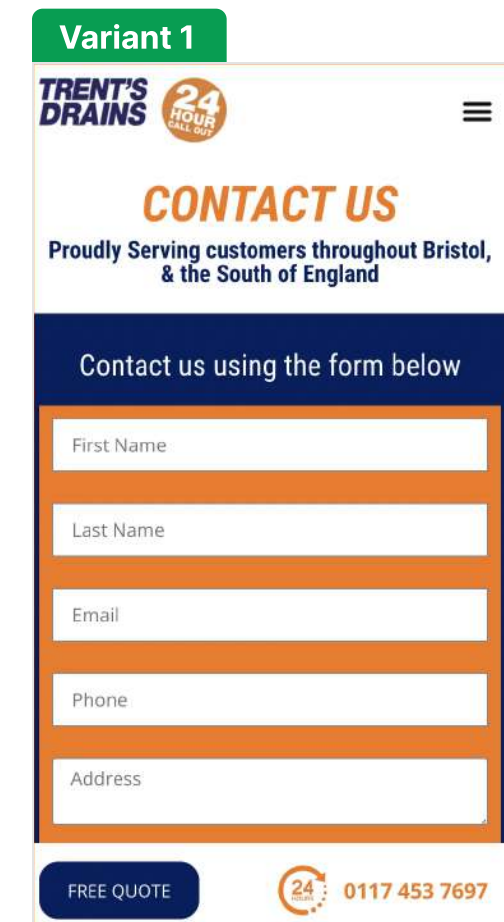 Variant 1
TRENT'S
DRAINS
24
HOUR
CALL OUT
CONTACT US
Proudly Serving customers throughout Bristol,
& the South of England
Contact us using the form below
First Name
Last Name
Email
Phone
Address
FREE QUOTE
24
HOURS
0117 453 7697